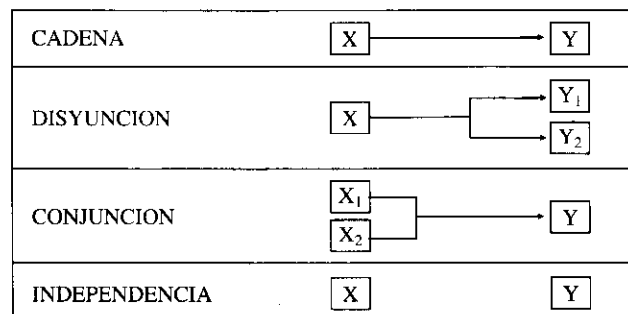 CADENA X Y
DISYUNCION X Y₁
Y₂
CONJUNCION X₁
X₂ Y
INDEPENDENCIA X Y